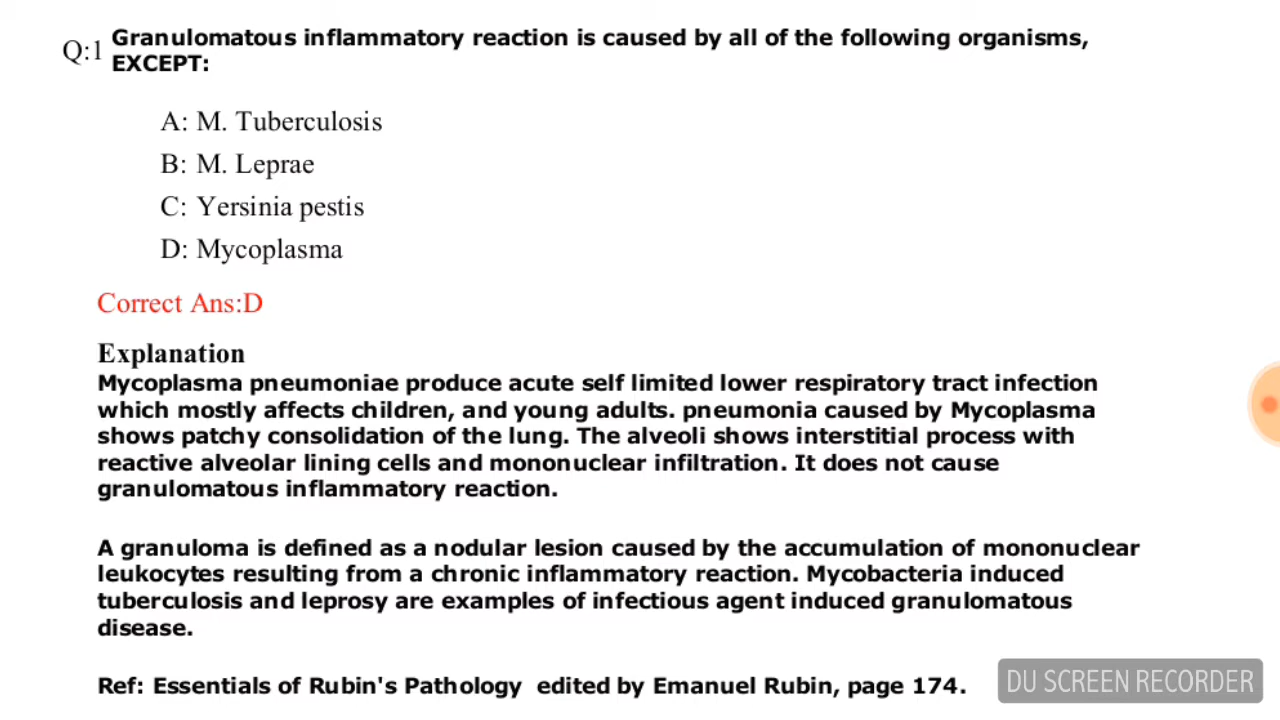 Q:1 Granulomatous inflammatory reaction is caused by all of the following organisms,
EXCEPT:
A: M. Tuberculosis
B: M. Leprae
C: Yersinia pestis
D: Mycoplasma
Correct Ans:D
Explanation
Mycoplasma pneumoniae produce acute self limited lower respiratory tract infection
which mostly affects children, and young adults. pneumonia caused by Mycoplasma
shows patchy consolidation of the lung. The alveoli shows interstitial process with
reactive alveolar lining cells and mononuclear infiltration. It does not cause
granulomatous inflammatory reaction.
A granuloma is defined as a nodular lesion caused by the accumulation of mononuclear
leukocytes resulting from a chronic inflammatory reaction. Mycobacteria induced
tuberculosis and leprosy are examples of infectious agent induced granulomatous
disease.
Ref: Essentials of Rubin's Pathology edited by Emanuel Rubin, page 174.
DU SCREEN RECORDER